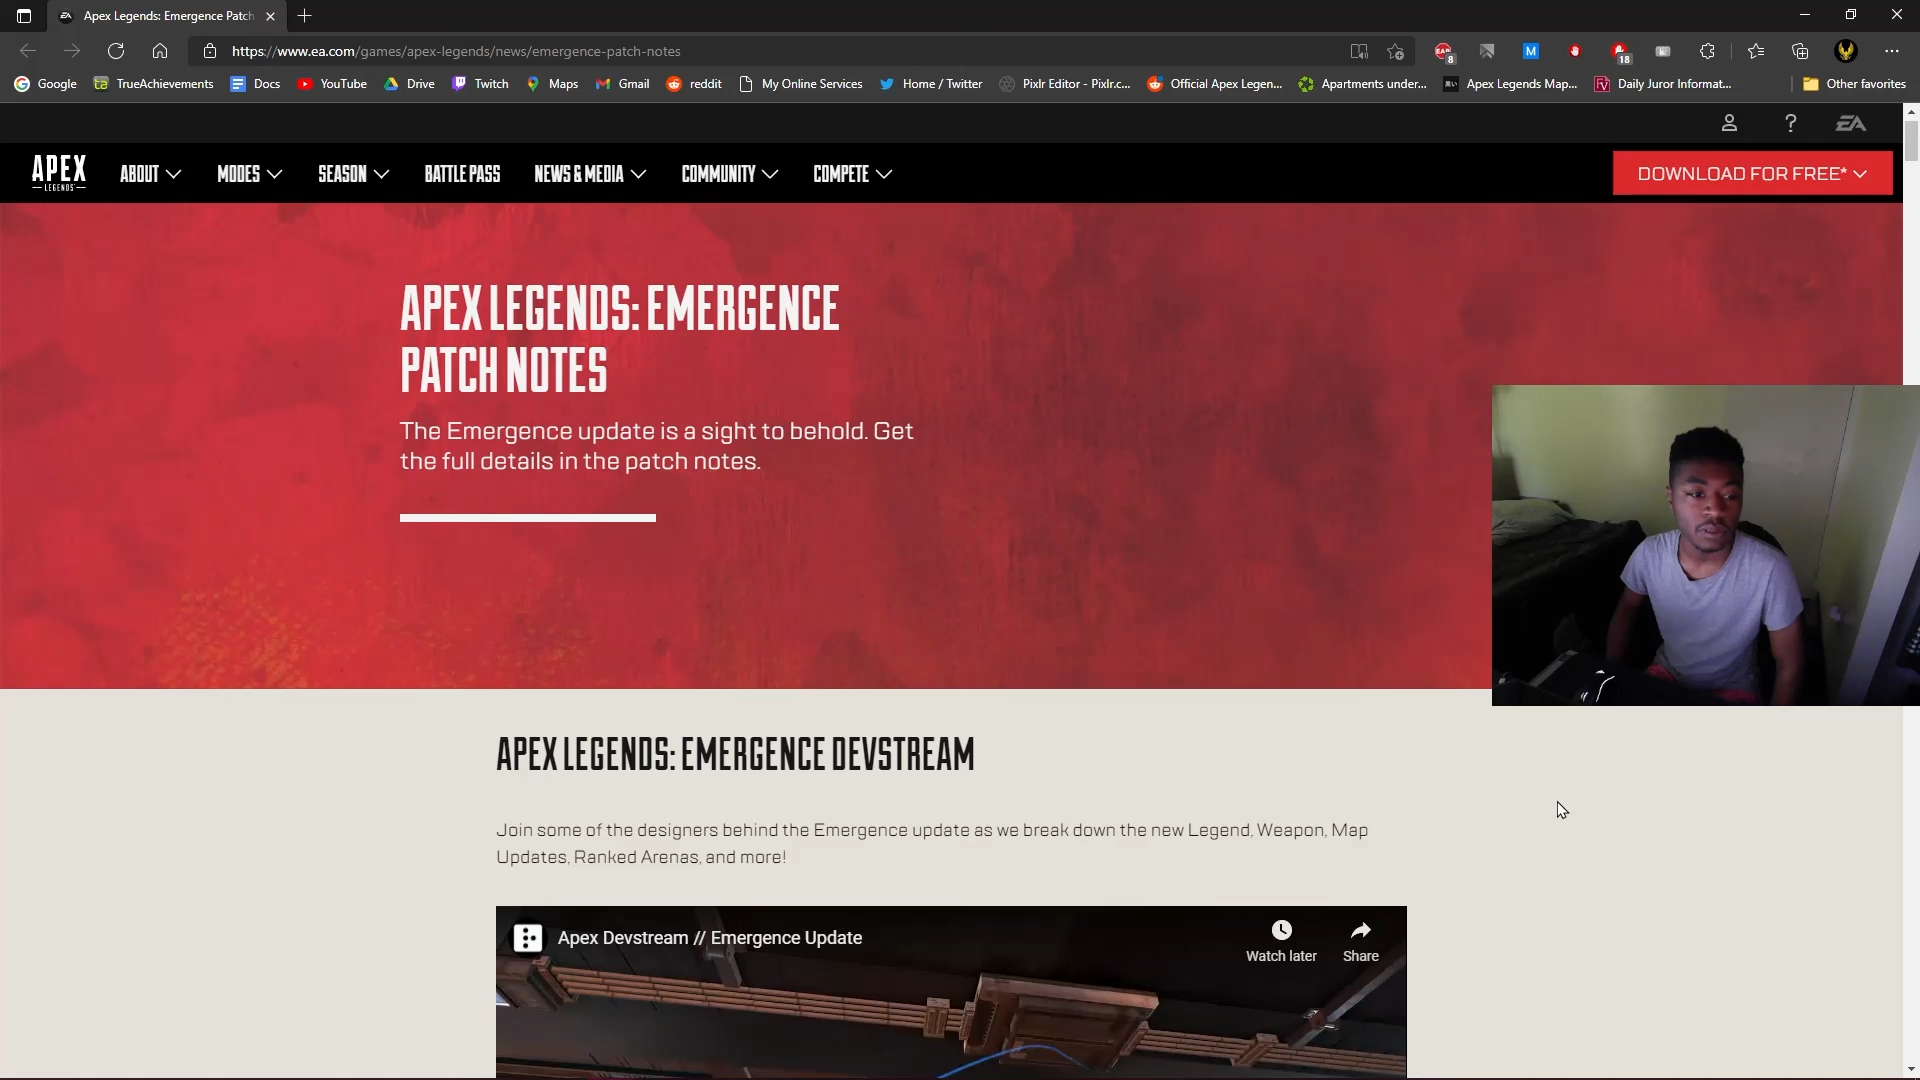 Apex Legends: Emergence Patch
https://www.ea.com/games/apex-legends/news/emergence-patch-notes
8
M
18
Google
TrueAchievements
Docs
YouTube
Drive
Twitch
Maps
Gmail
reddit
My Online Services
Home / Twitter
Pixlr Editor - Pixlr.c...
Official Apex Legen...
Apartments under...
Apex Legends Map...
Daily Juror Informat...
Other favorites
?
EA
APEX
LEGENDS
ABOUT
MODES
SEASON
BATTLE PASS
NEWS & MEDIA
COMMUNITY
COMPETE
DOWNLOAD FOR FREE*
APEX LEGENDS: EMERGENCE
PATCH NOTES
The Emergence update is a sight to behold. Get
the full details in the patch notes.
APEX LEGENDS: EMERGENCE DEVSTREAM
Join some of the designers behind the Emergence update as we break down the new Legend, Weapon, Map
Updates, Ranked Arenas, and more!
Apex Devstream // Emergence Update
Watch later
Share